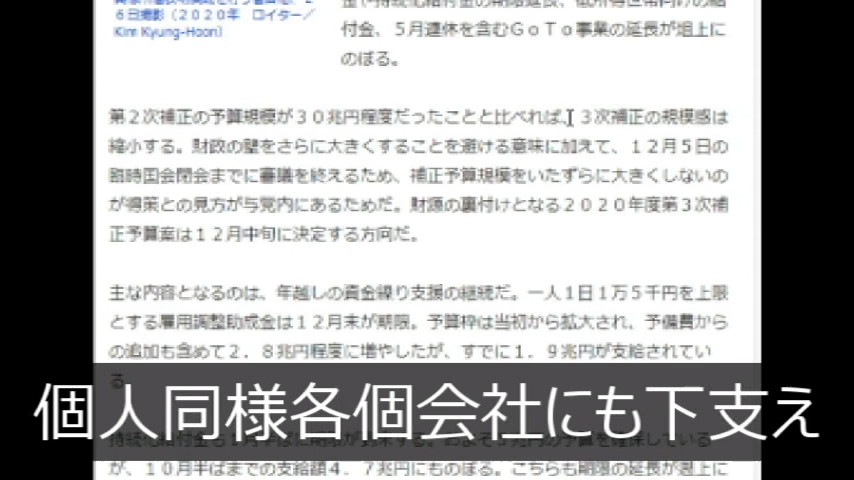 ６日撮影（２０２０年　ロイター／
Kim Kyung-Hoon）
付金、５月連休を含むＧｏＴｏ事業の延長が俎上に
のぼる。
第２次補正の予算規模が３０兆円程度だったことと比べれば、３次補正の規模感は
縮小する。財政の壁をさらに大きくすることを避ける意味に加えて、１２月５日の
臨時国会閉会までに審議を終えるため、補正予算規模をいたずらに大きくしないの
が得策との見方が与党内にあるためだ。財源の裏付けとなる２０２０年度第３次補
正予算案は１２月中旬に決定する方向だ。
主な内容となるのは、年越しの資金繰り支援の継続だ。一人１日１万５千円を上限
とする雇用調整助成金は１２月末が期限。予算枠は当初から拡大され、予備費から
の追加も含めて２．８兆円程度に増やしたが、すでに１．９兆円が支給されてい
る。
個人同様各個会社にも下支え
が、１０月半ばまでの支給額４．７兆円にものぼる。こちらも期限の延長が遡上に